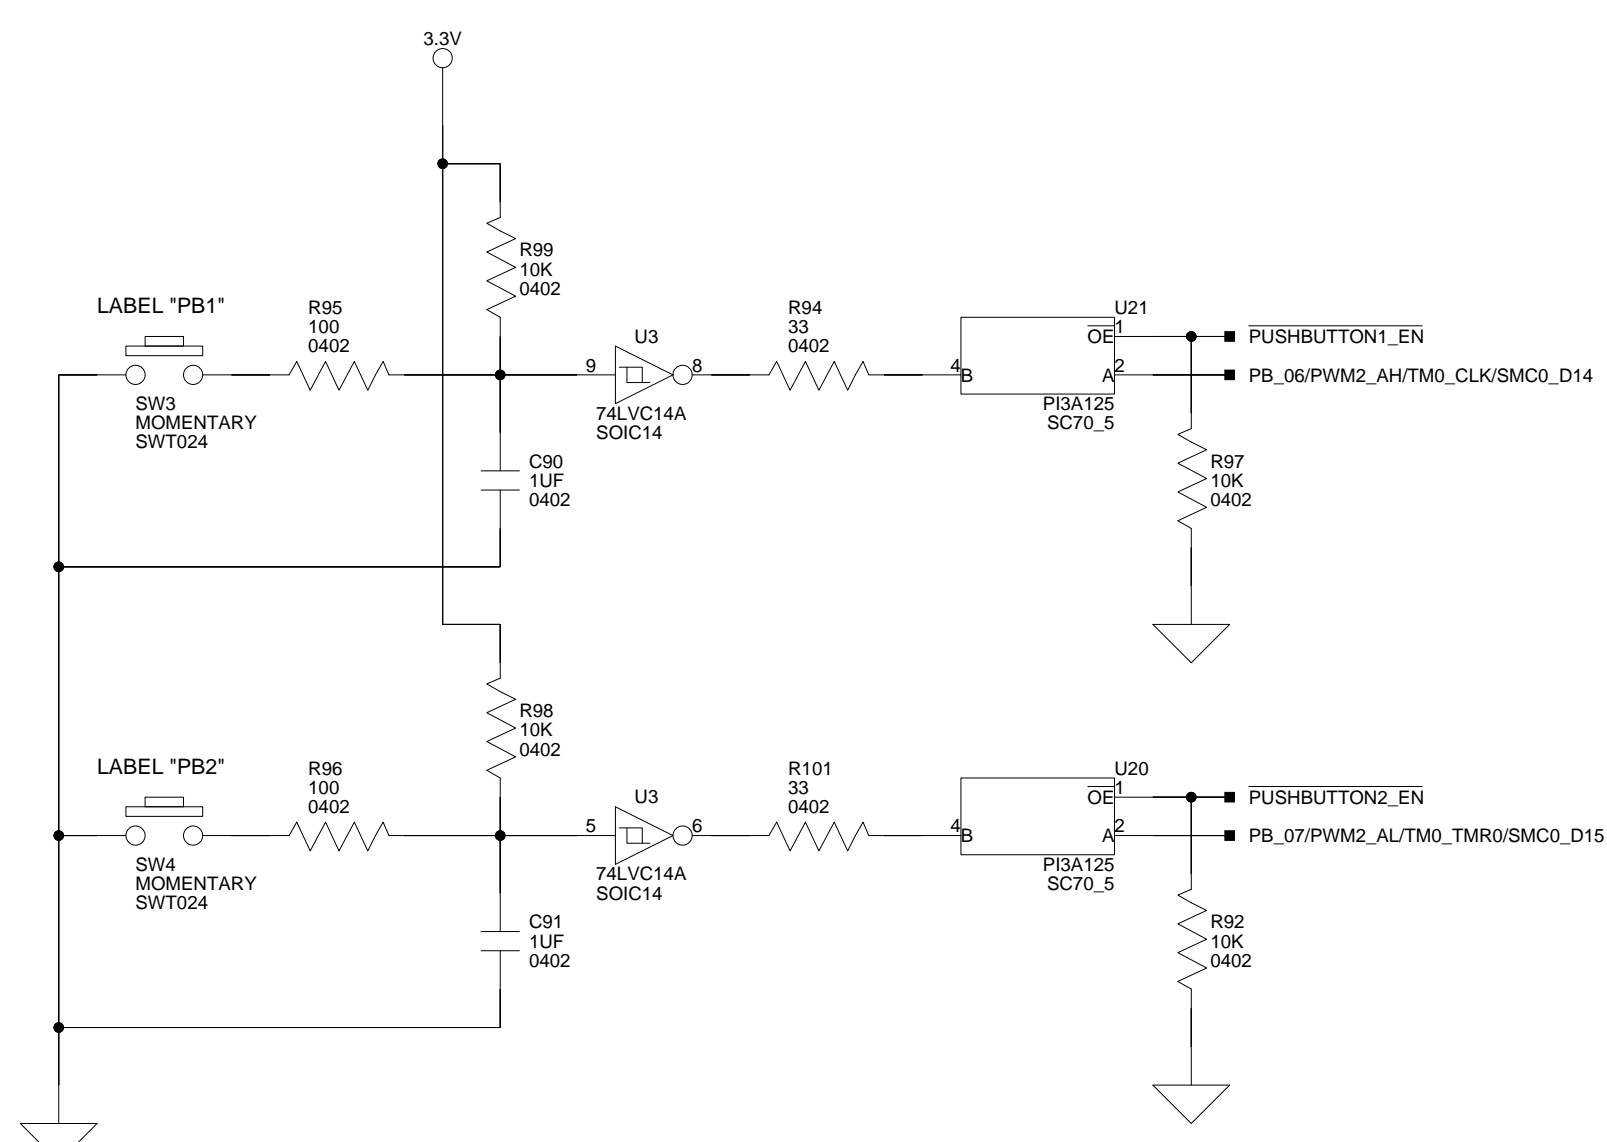 3.3V
R99
10K
0402
LABEL "PB1"
SW3
MOMENTARY
SWT024
R95
100
0402
C90
1UF
0402
U3
9
8
74LVC14A
SOIC14
R94
33
0402
U21
4
B
OE
1
A
2
PI3A125
SC70_5
PUSHBUTTON1_EN
PB_06/PWM2_AH/TM0_CLK/SMC0_D14
R97
10K
0402
R98
10K
0402
LABEL "PB2"
SW4
MOMENTARY
SWT024
R96
100
0402
C91
1UF
0402
U3
5
6
74LVC14A
SOIC14
R101
33
0402
U20
4
B
OE
1
A
2
PI3A125
SC70_5
PUSHBUTTON2_EN
PB_07/PWM2_AL/TM0_TMR0/SMC0_D15
R92
10K
0402